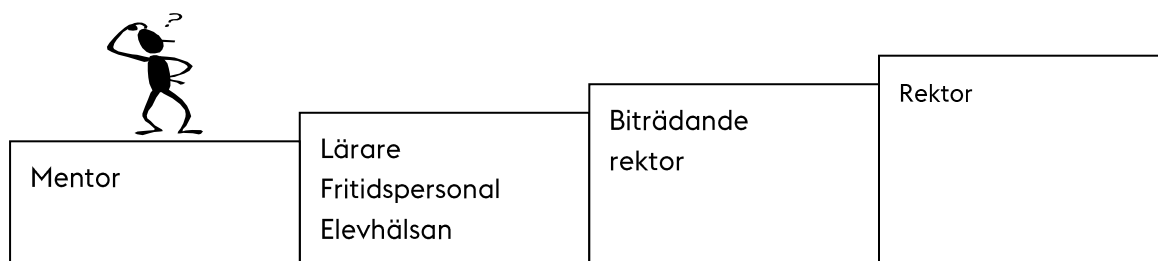 ?
Mentor
Lärare
Fritidspersonal
Elevhälsan
Biträdande
rektor
Rektor